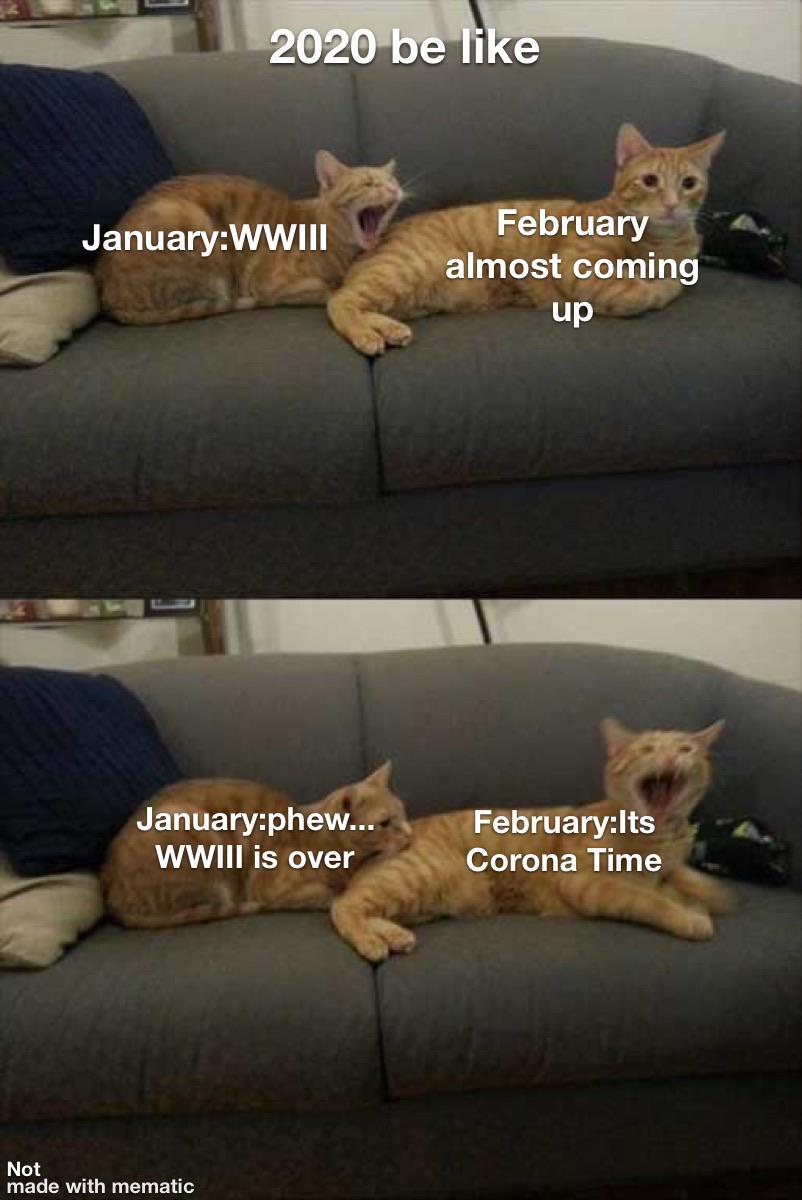 2020 be like
January:WWIII
February
almost coming
up
January:phew...
WWIII is over
February:Its
Corona Time
Not
made with mematic